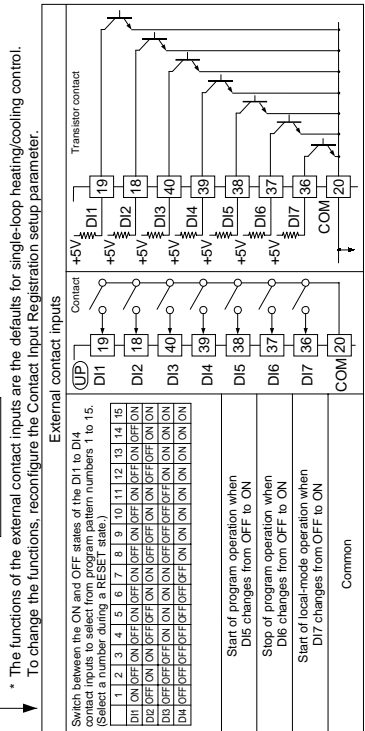 * The functions of the external contact inputs are the defaults for single-loop heating/cooling control.
To change the functions, reconfigure the Contact Input Registration setup parameter.
External contact inputs
Switch between the ON and OFF states of the DI1 to DI4
contact inputs to select from program pattern numbers 1 to 15.
(Select a number during a RESET state.)
1 2 3 4 5 6 7 8 9 10 11 12 13 14 15
DI1 ON OFF ON OFF ON OFF ON OFF ON OFF ON OFF ON OFF ON
DI2 OFF ON ON OFF OFF ON ON OFF OFF ON ON OFF OFF ON ON
DI3 OFF OFF OFF ON ON ON ON OFF OFF OFF OFF ON ON ON ON
DI4 OFF OFF OFF OFF OFF OFF OFF ON ON ON ON ON ON ON ON
Start of program operation when
DI5 changes from OFF to ON
Stop of program operation when
DI6 changes from OFF to ON
Start of local-mode operation when
DI7 changes from OFF to ON
Common
UP
Contact
DI1 19
DI2 18
DI3 40
DI4 39
DI5 38
DI6 37
DI7 36
COM 20
Transistor contact
+5V DI1 19
+5V DI2 18
+5V DI3 40
+5V DI4 39
+5V DI5 38
+5V DI6 37
+5V DI7 36
COM 20